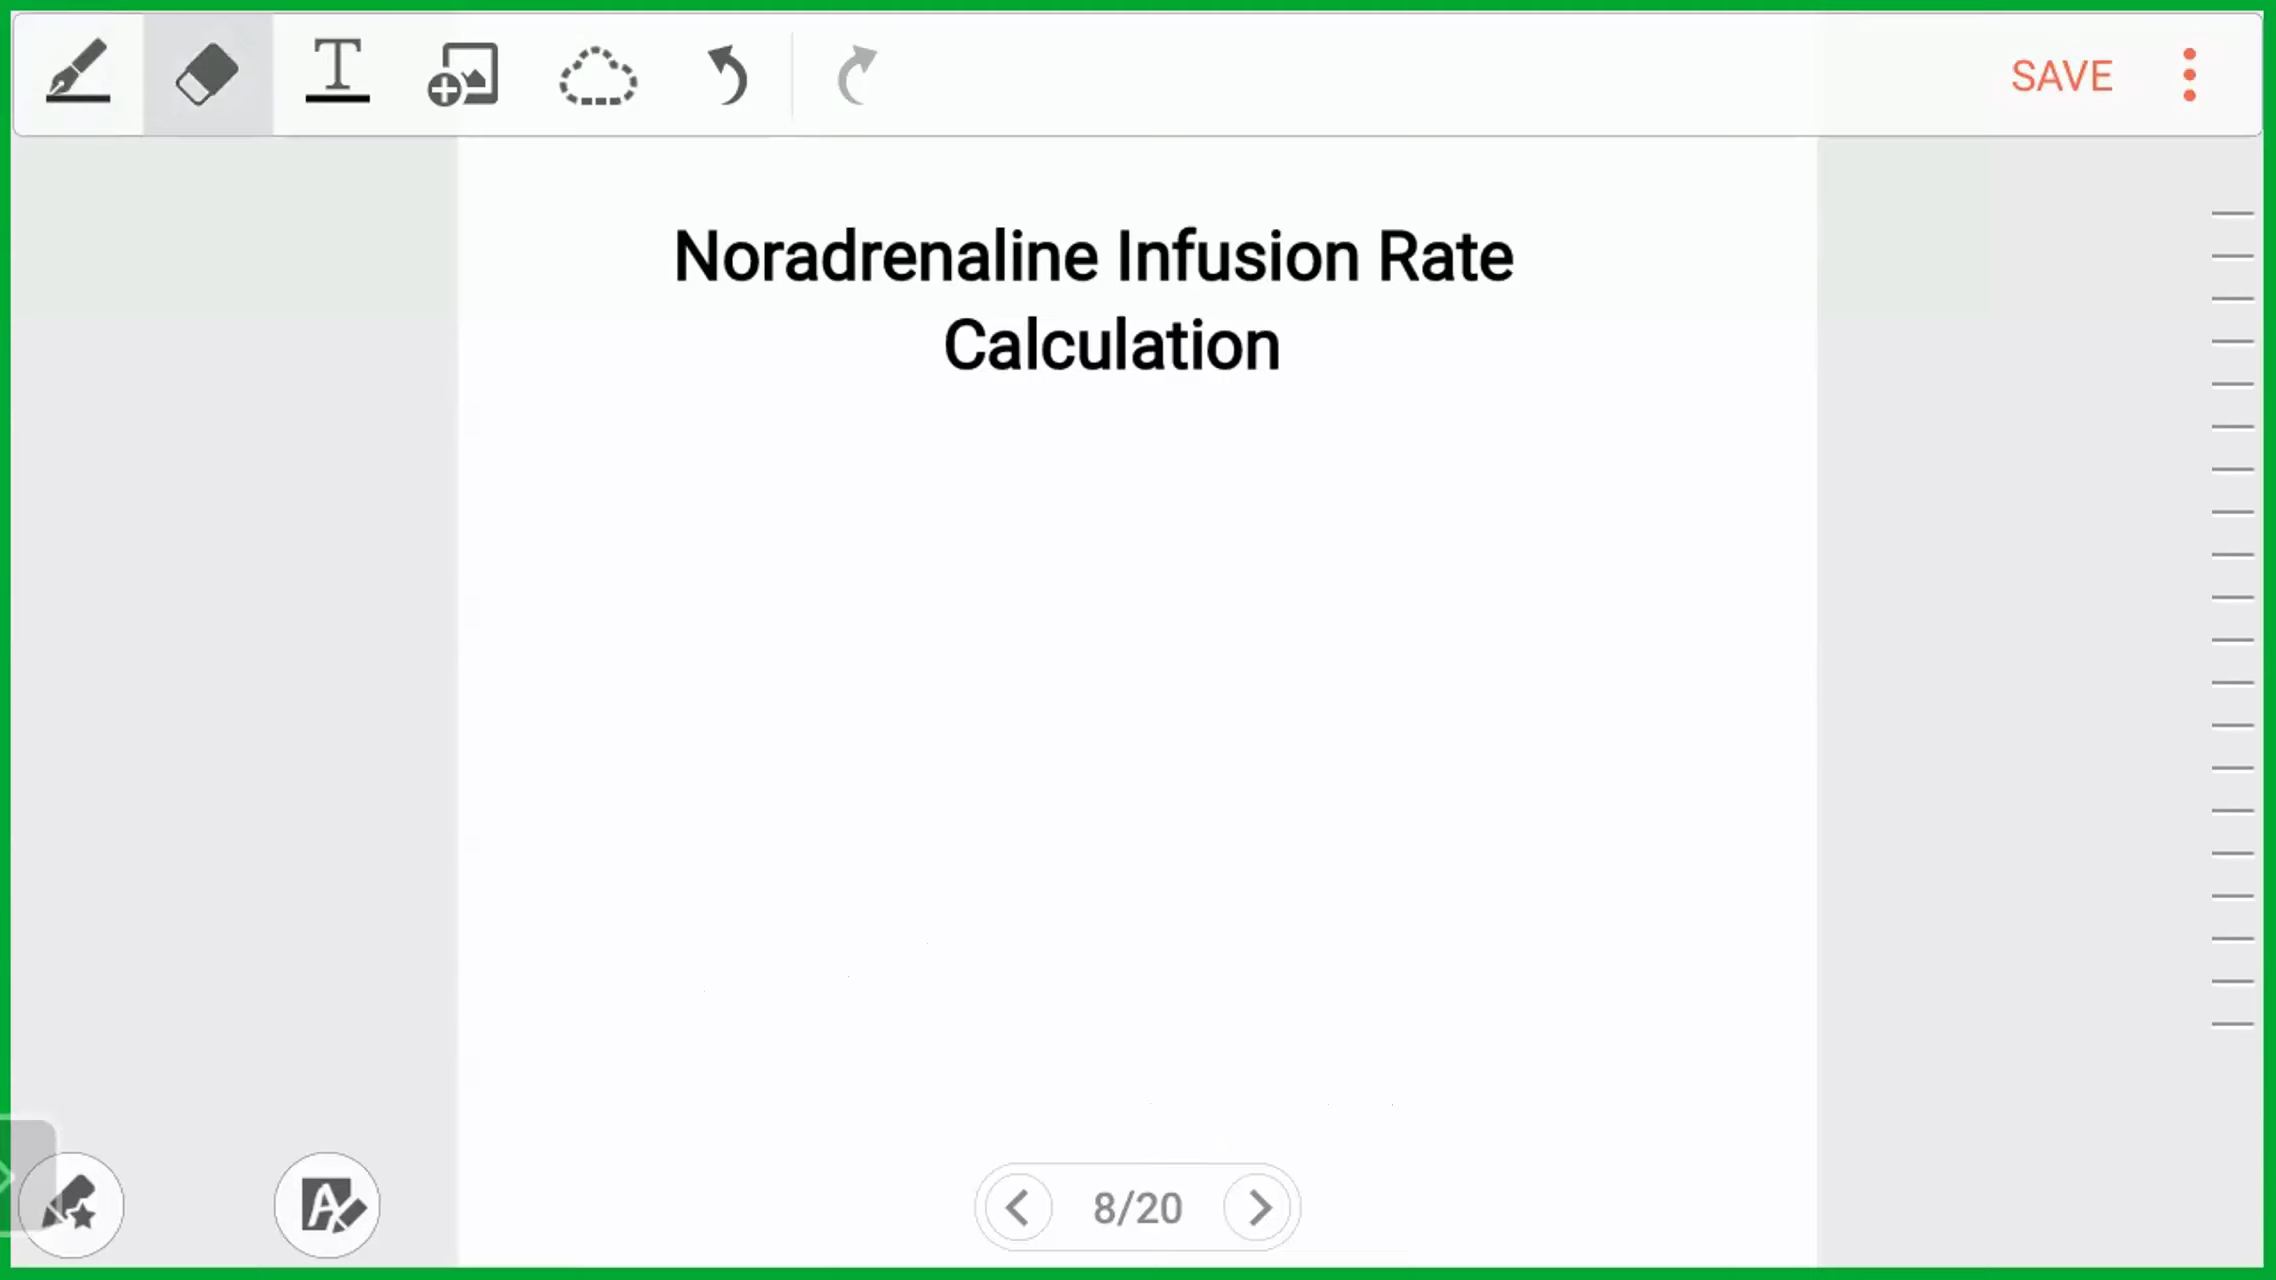 T
SAVE
Noradrenaline Infusion Rate
Calculation
A
8/20